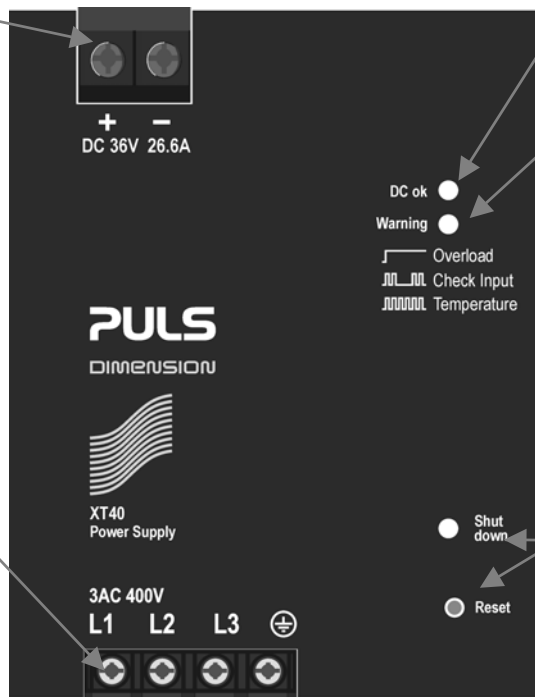 + −
DC 36V 26.6A
DC ok
Warning
Overload
Check Input
Temperature
PULS
DIMENSION
XT40
Power Supply
Shut
down
Reset
3AC 400V
L1 L2 L3